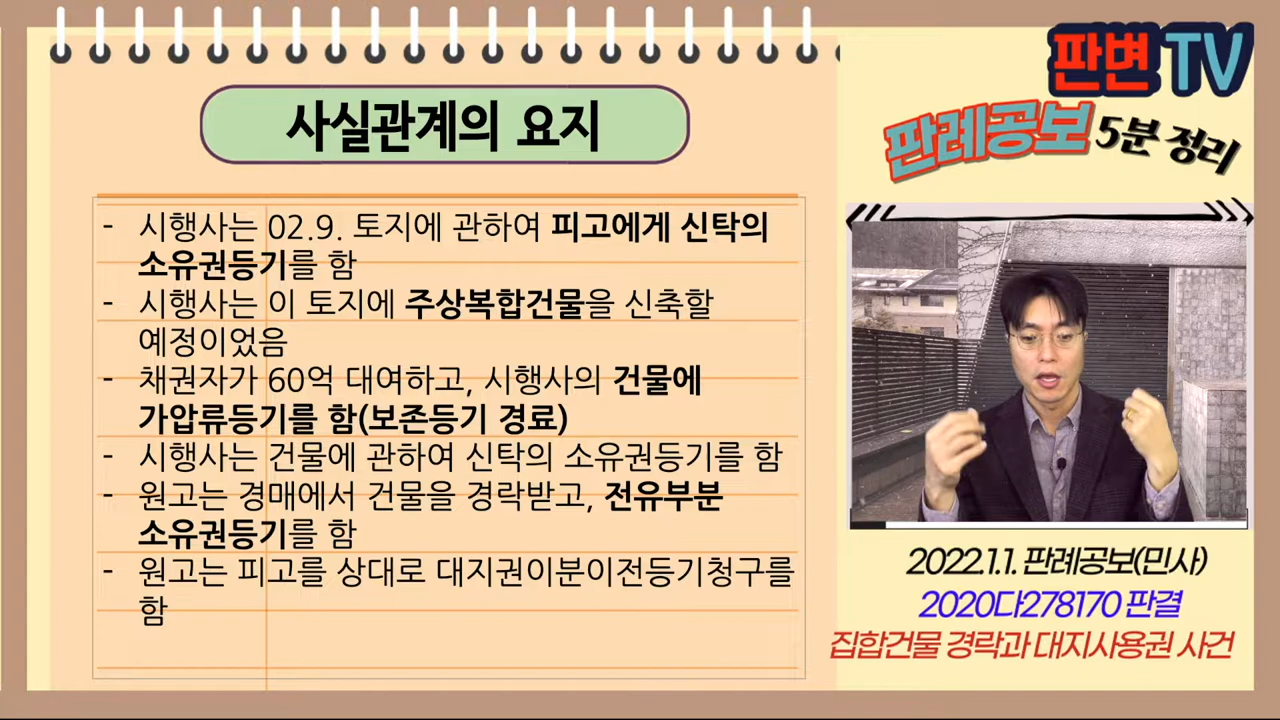 사실관계의 요지
- 시행사는 02.9. 토지에 관하여 피고에게 신탁의
소유권등기를 함
- 시행사는 이 토지에 주상복합건물을 신축할
예정이었음
- 채권자가 60억 대여하고, 시행사의 건물에
가압류등기를 함(보존등기 경료)
- 시행사는 건물에 관하여 신탁의 소유권등기를 함
- 원고는 경매에서 건물을 경락받고, 전유부분
소유권등기를 함
- 원고는 피고를 상대로 대지권이분이전등기청구를
함
판변 TV
판례공보 5분 정리
2022.1.1. 판례공보(민사)
2020다278170 판결
집합건물 경락과 대지사용권 사건